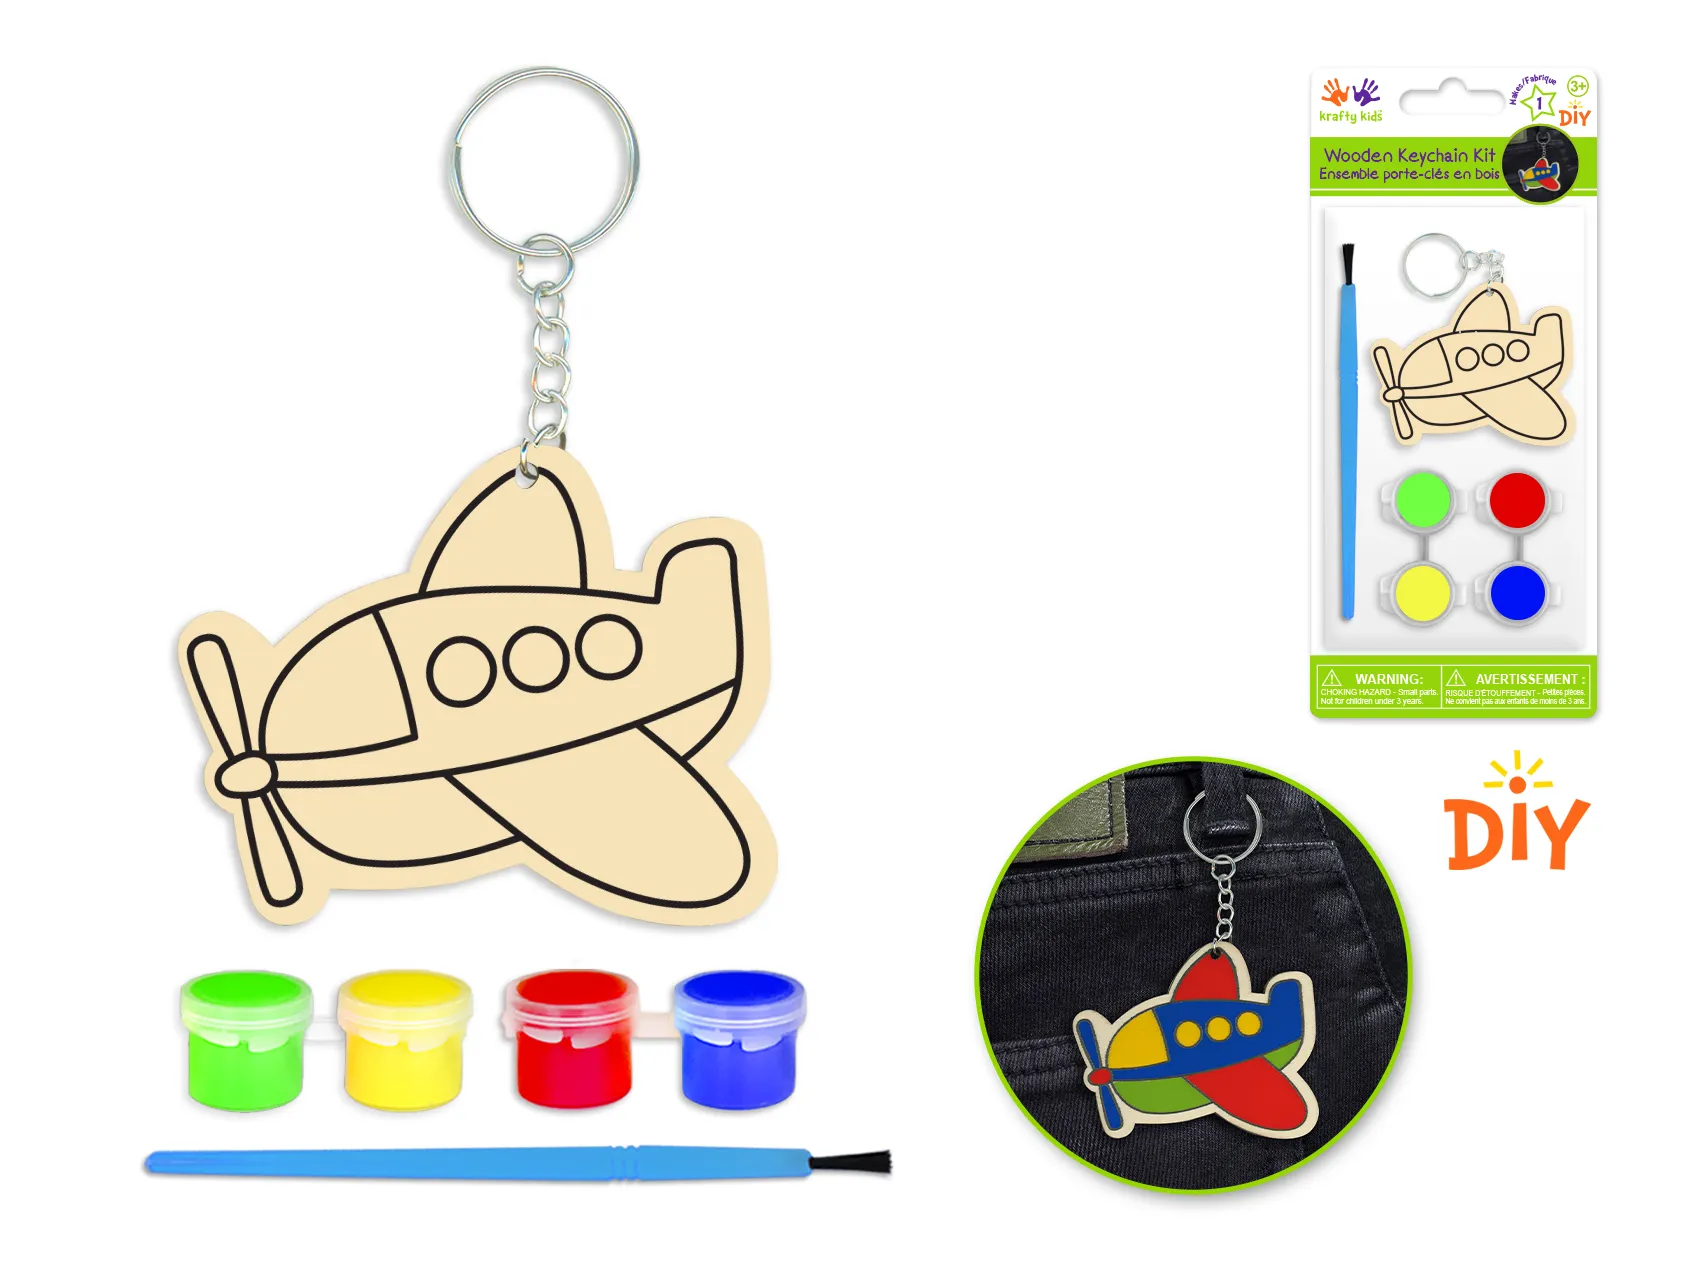 krafty kids
Makes/Fabrique
1
3+
DiY
Wooden Keychain Kit
Ensemble porte-clés en bois
WARNING:
CHOKING HAZARD - Small parts.
Not for children under 3 years.
AVERTISSEMENT :
RISQUE D'ÉTOUFFEMENT - Petites pièces.
Ne convient pas aux enfants de moins de 3 ans.
DiY